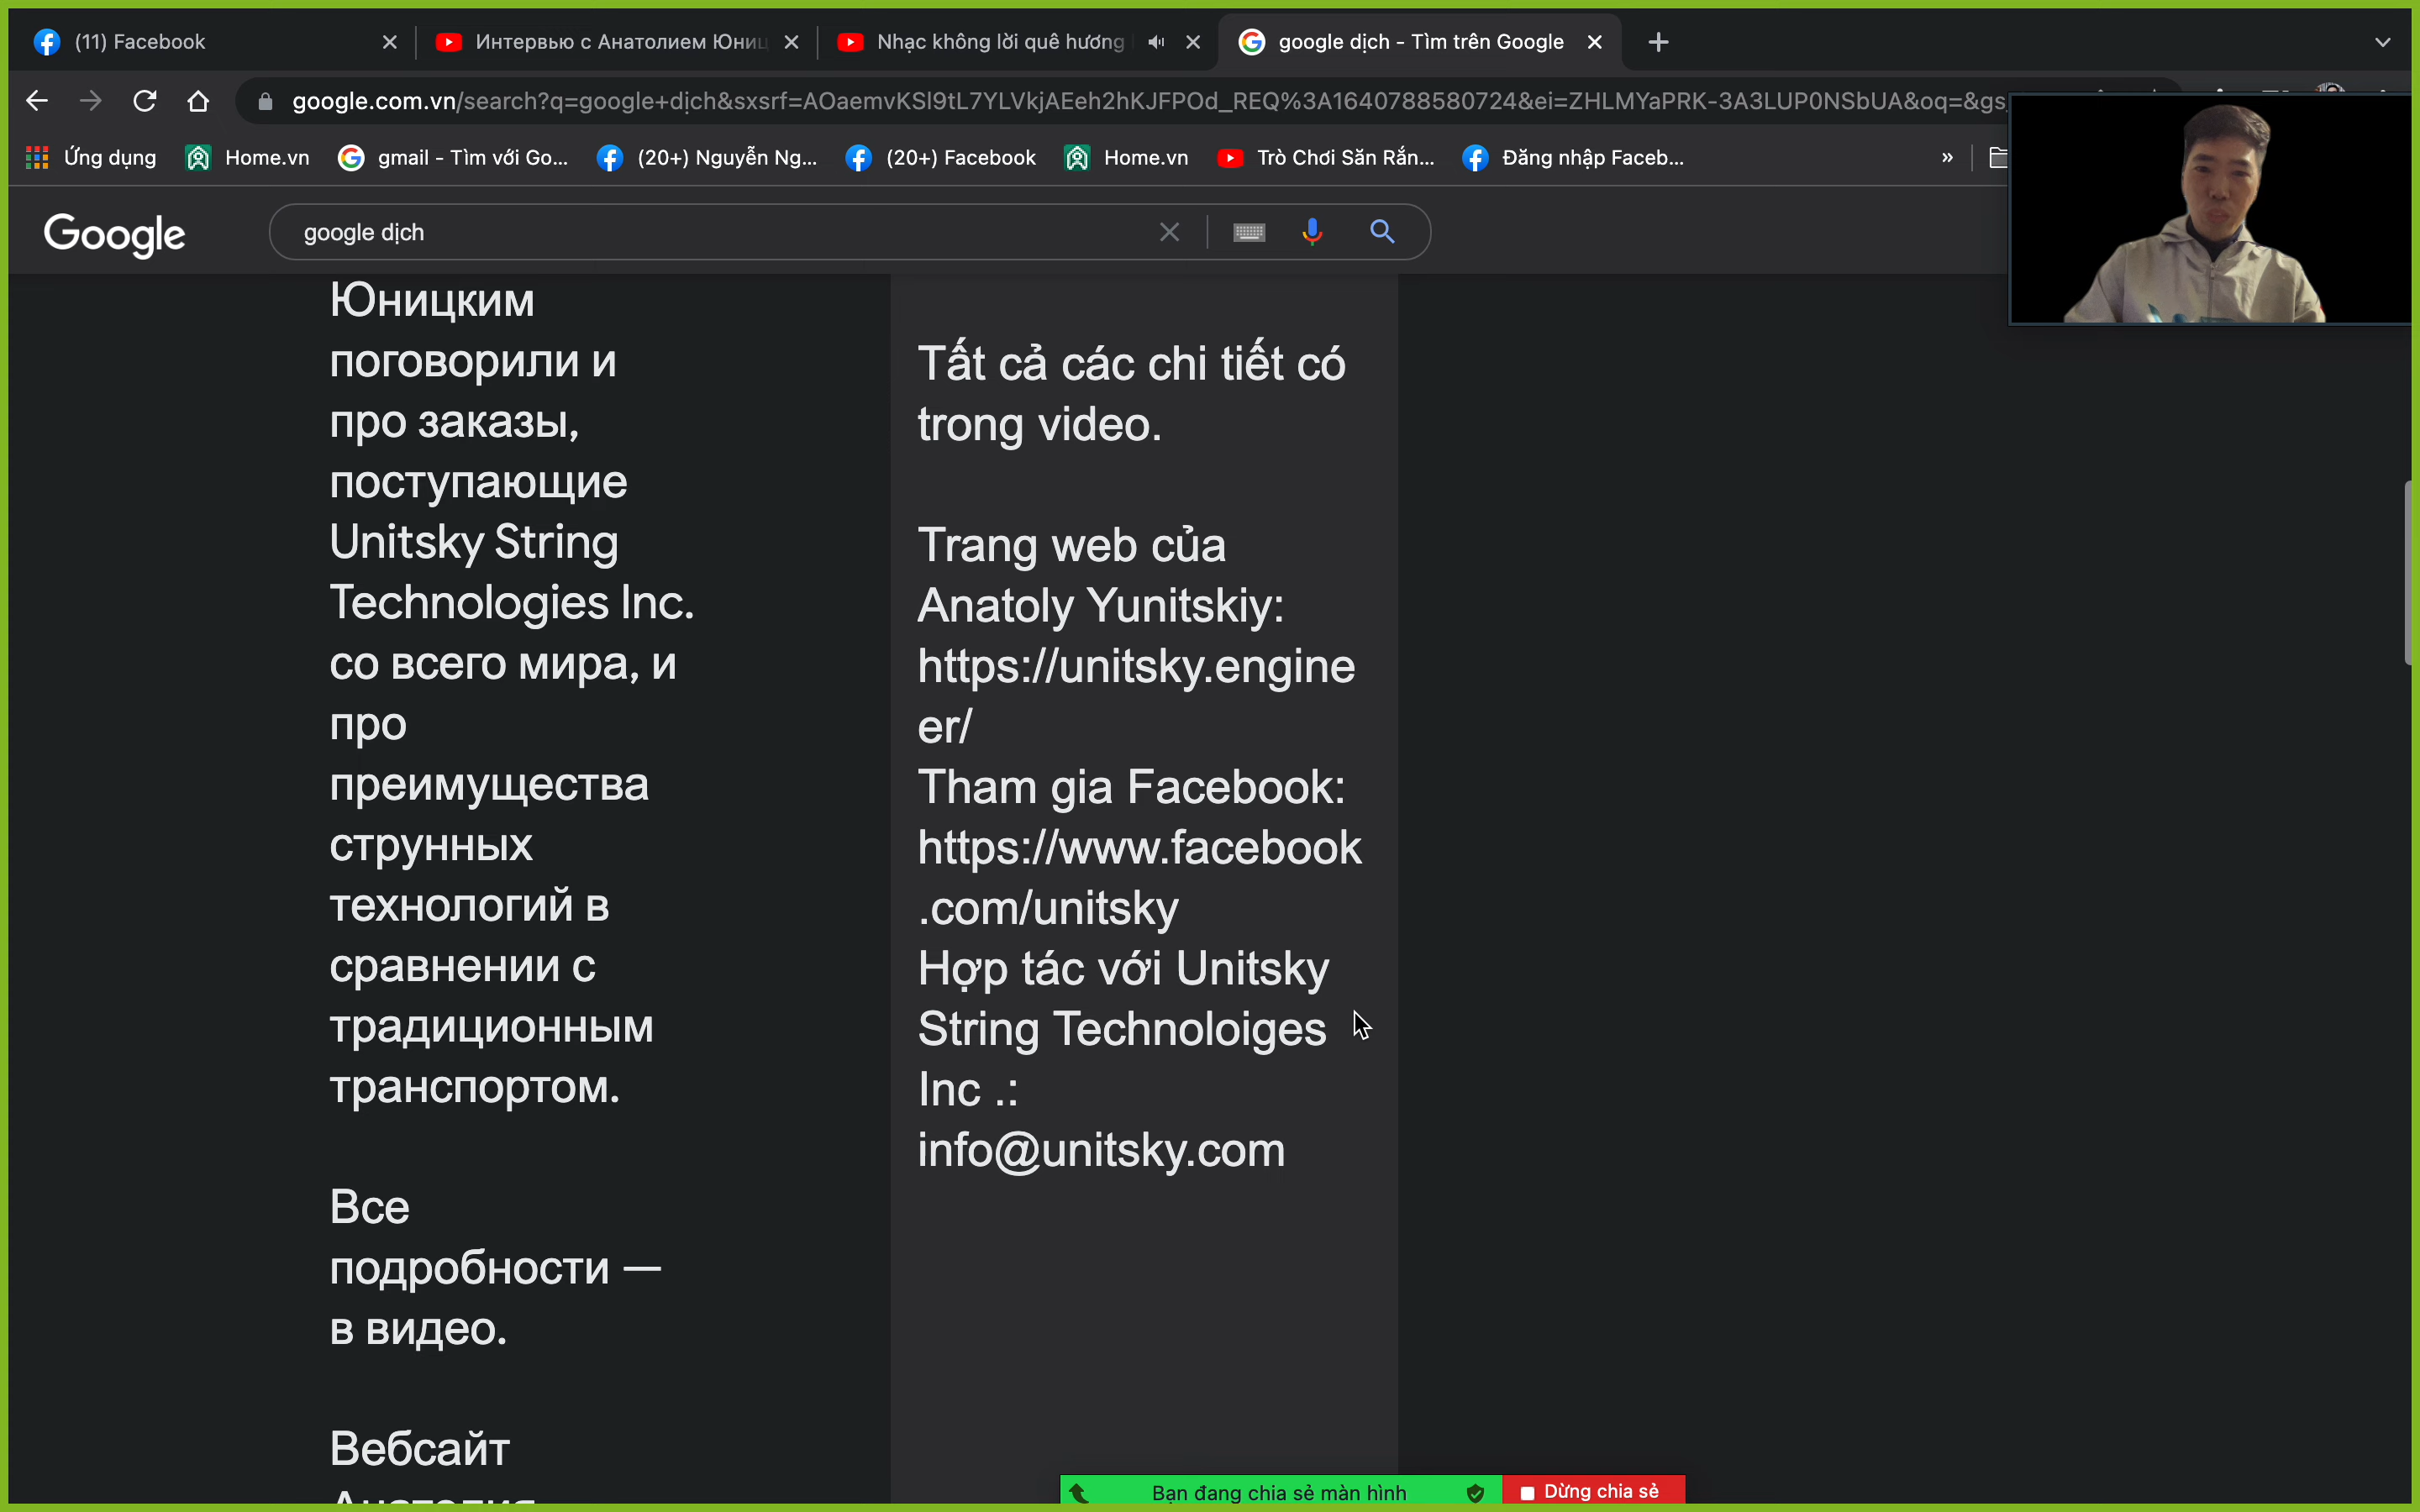 (11) Facebook
Интервью с Анатолием Юниц
Nhạc không lời quê hương
google dịch - Tìm trên Google
google.com.vn/search?q=google+dịch&sxsrf=AOaemvKSl9tL7YLVkjAEeh2hKJFPOd_REQ%3A1640788580724&ei=ZHLMYaPRK-3A3LUP0NSbUA&oq=&gs
Ứng dụng
Home.vn
gmail - Tìm với Go...
(20+) Nguyễn Ng...
(20+) Facebook
Home.vn
Trò Chơi Săn Rắn...
Đăng nhập Faceb...
»
Google
google dịch
Юницким
поговорили и
про заказы,
поступающие
Unitsky String
Technologies Inc.
со всего мира, и
про
преимущества
струнных
технологий в
сравнении с
традиционным
транспортом.
Все
подробности —
в видео.
Вебсайт
Анатолия
Tất cả các chi tiết có
trong video.
Trang web của
Anatoly Yunitskiy:
https://unitsky.engine
er/
Tham gia Facebook:
https://www.facebook
.com/unitsky
Hợp tác với Unitsky
String Technoloiges
Inc .:
info@unitsky.com
Bạn đang chia sẻ màn hình
Dừng chia sẻ